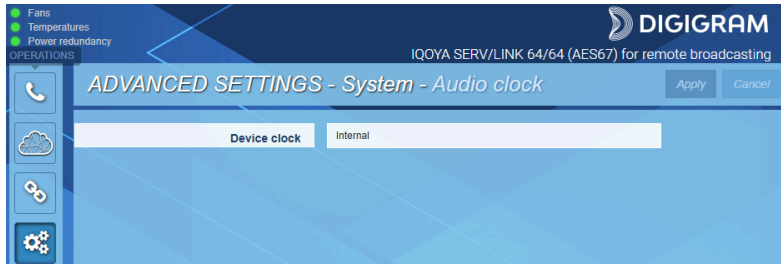 Fans
Temperatures
Power redundancy
OPERATIONS
DIGIGRAM
IQOYA SERV/LINK 64/64 (AES67) for remote broadcasting
ADVANCED SETTINGS - System - Audio clock
Apply
Cancel
Device clock
Internal